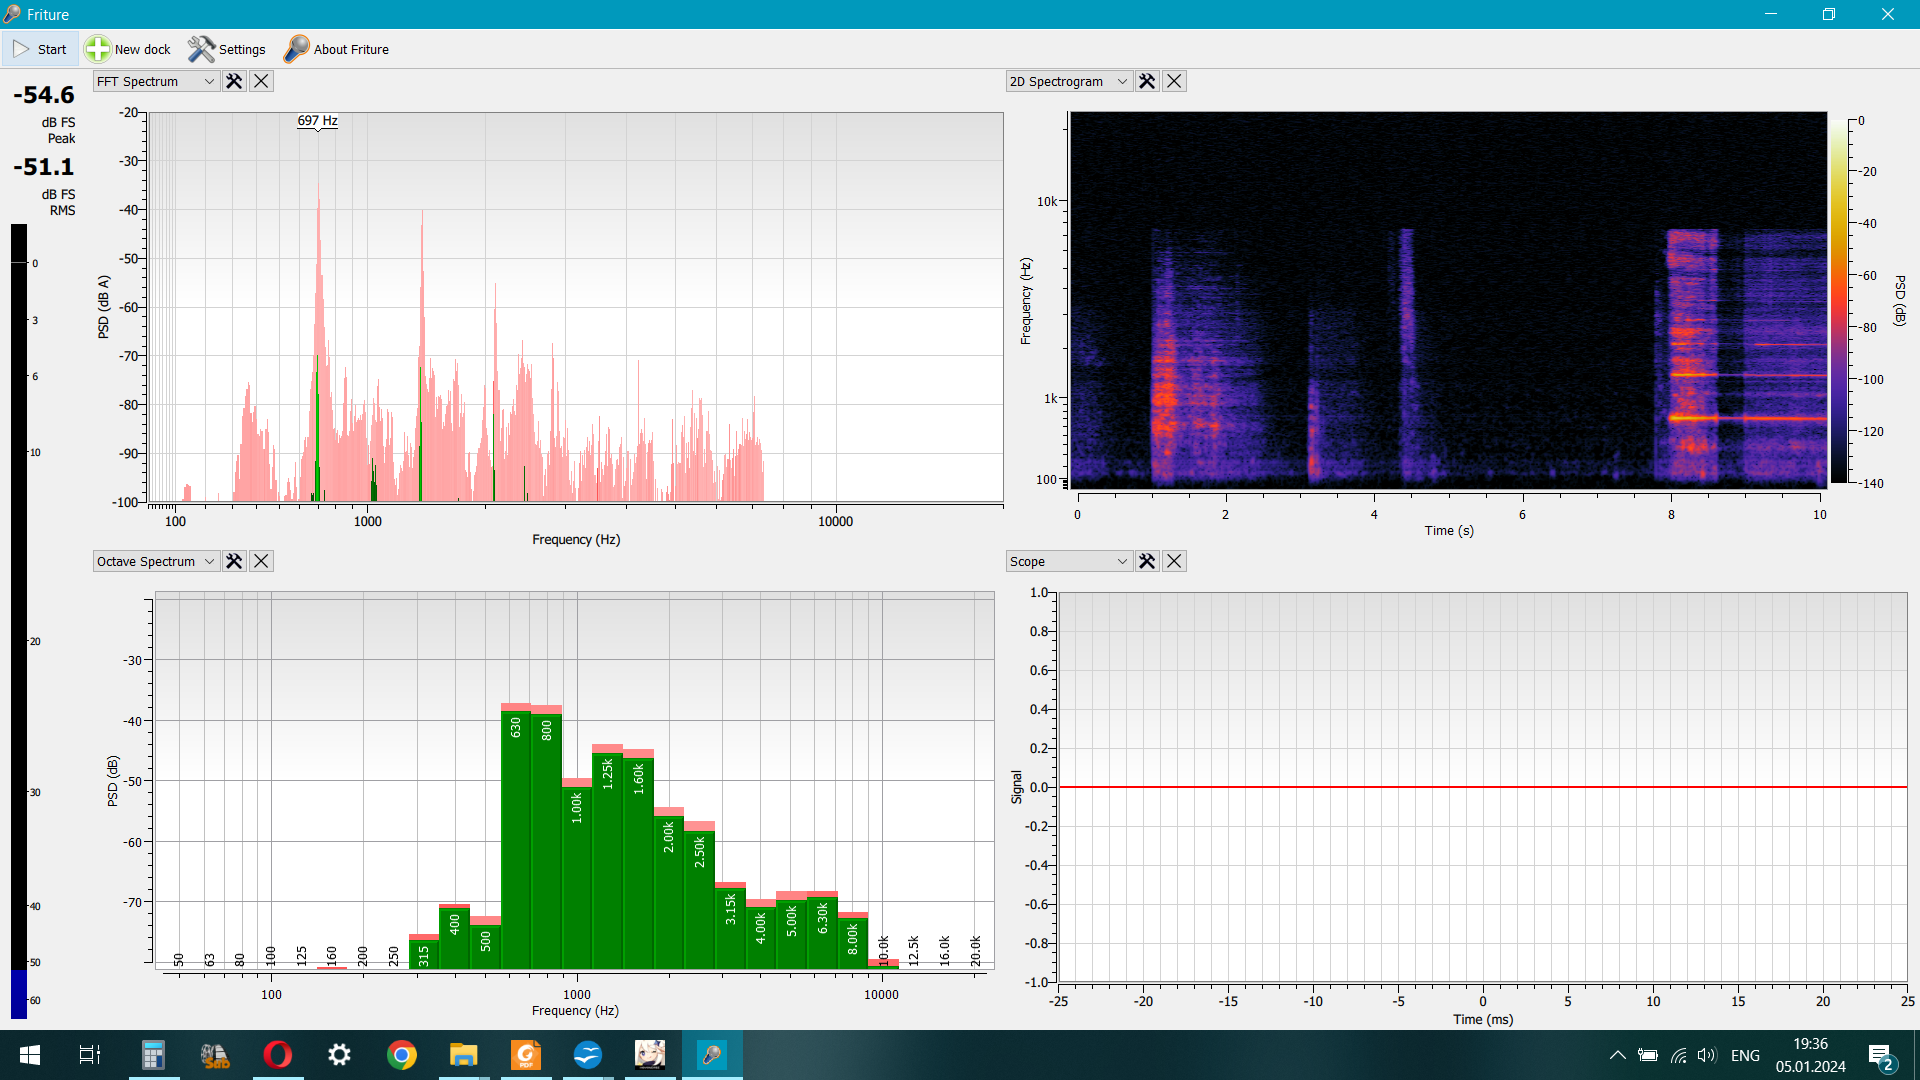 Friture
Start
New dock
Settings
About Friture
-54.6
dB FS
Peak
-51.1
dB FS
RMS
0
3
6
10
20
30
40
50
60
FFT Spectrum
697 Hz
PSD (dB A)
-20
-30
-40
-50
-60
-70
-80
-90
-100
100
1000
10000
Frequency (Hz)
2D Spectrogram
Frequency (Hz)
10k
1k
100
0
2
4
6
8
10
Time (s)
0
-20
-40
-60
-80
-100
-120
-140
PSD (dB)
Octave Spectrum
PSD (dB)
-30
-40
-50
-60
-70
50
63
80
100
125
160
200
250
315
400
500
630
800
1.00k
1.25k
1.60k
2.00k
2.50k
3.15k
4.00k
5.00k
6.30k
8.00k
10.0k
12.5k
16.0k
20.0k
100
1000
10000
Frequency (Hz)
Scope
Signal
1.0
0.8
0.6
0.4
0.2
0.0
-0.2
-0.4
-0.6
-0.8
-1.0
-25
-20
-15
-10
-5
0
5
10
15
20
25
Time (ms)
SaB
PDF
ENG
19:36
05.01.2024
2